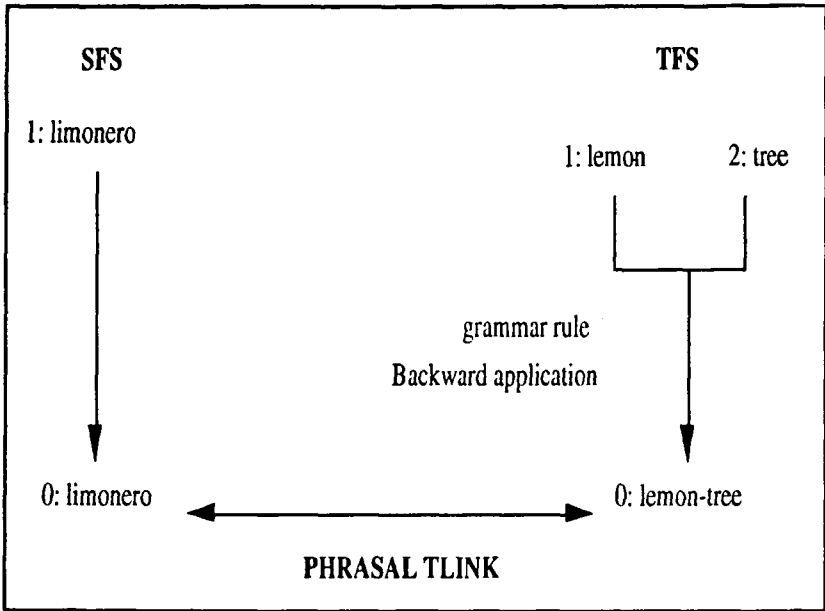 SFS TFS
1: limonero
1: lemon 2: tree
grammar rule
Backward application
0: limonero 0: lemon-tree
PHRASAL TLINK